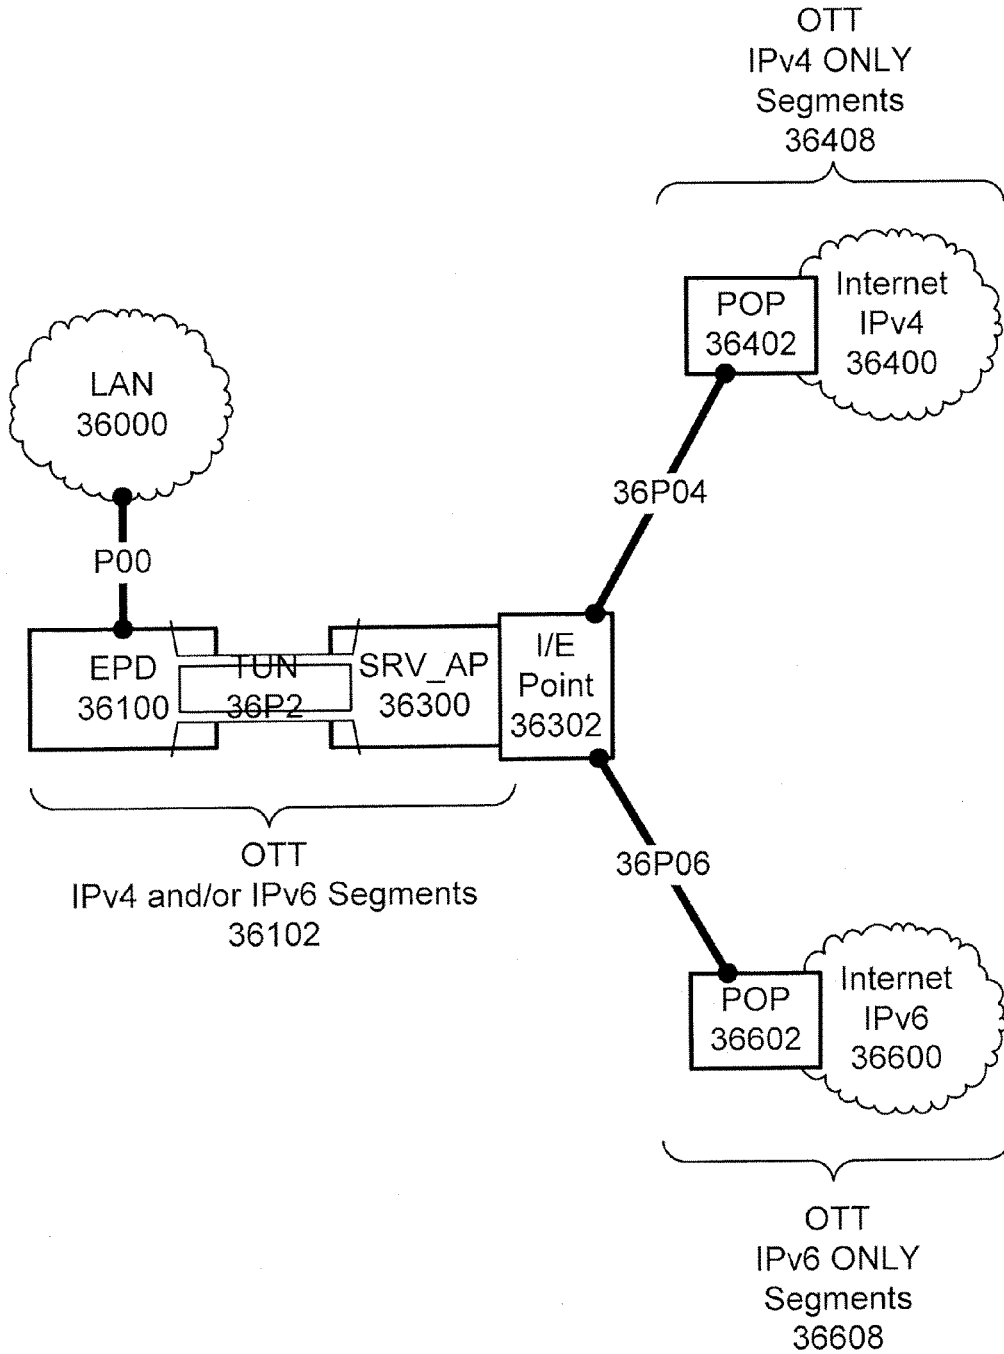 OTT
IPv4 ONLY
Segments
36408
POP
36402
Internet
IPv4
36400
LAN
36000
36P04
P00
EPD
36100
TUN
36P2
SRV_AP
36300
I/E
Point
36302
36P06
OTT
IPv4 and/or IPv6 Segments
36102
POP
36602
Internet
IPv6
36600
OTT
IPv6 ONLY
Segments
36608